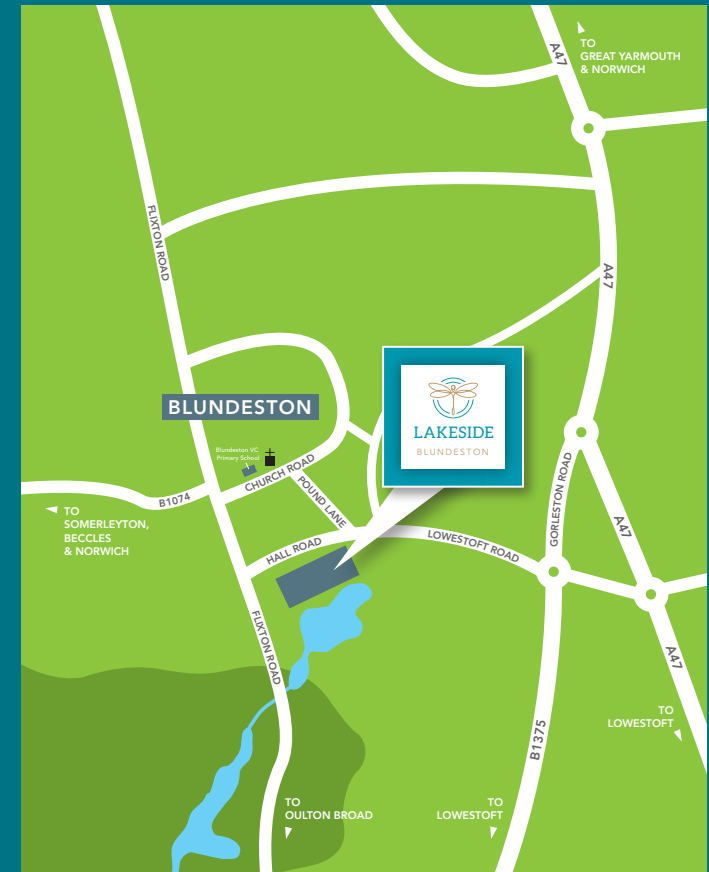 A47
TO
GREAT YARMOUTH
& NORWICH
FLIXTON ROAD
A47
BLUNDESTON
LAKESIDE
BLUNDESTON
Blundeston VC
Primary School
CHURCH ROAD
POUND LANE
B1074
TO
SOMERLEYTON,
BECCLES
& NORWICH
HALL ROAD
LOWESTOFT ROAD
GORLESTON ROAD
A47
FLIXTON ROAD
A47
TO
LOWESTOFT
B1375
TO
OULTON BROAD
TO
LOWESTOFT